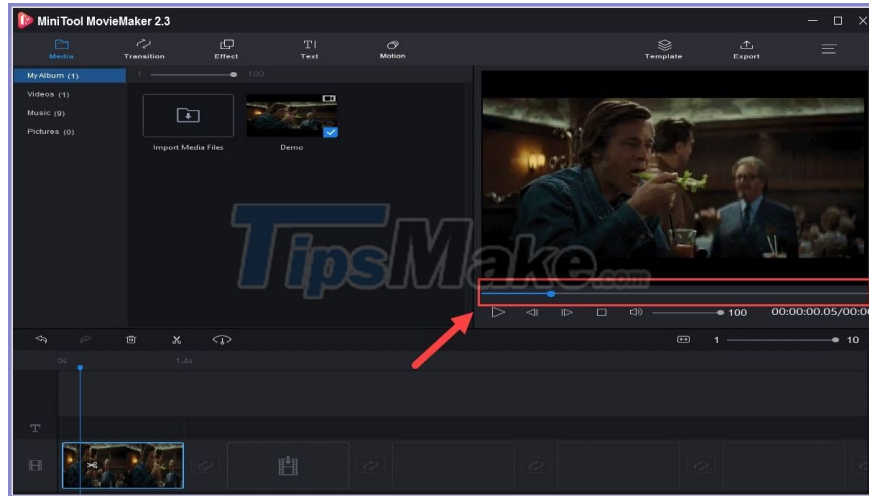 MiniTool MovieMaker 2.3
Media
Transition
Effect
TI
Text
Motion
Template
Export
My Album (1)
1
100
Videos (1)
Music (9)
Pictures (0)
Import Media Files
Demo
TipsMake.com
100
00:00:00.05/00:00
1
10
0s
1.4s
T